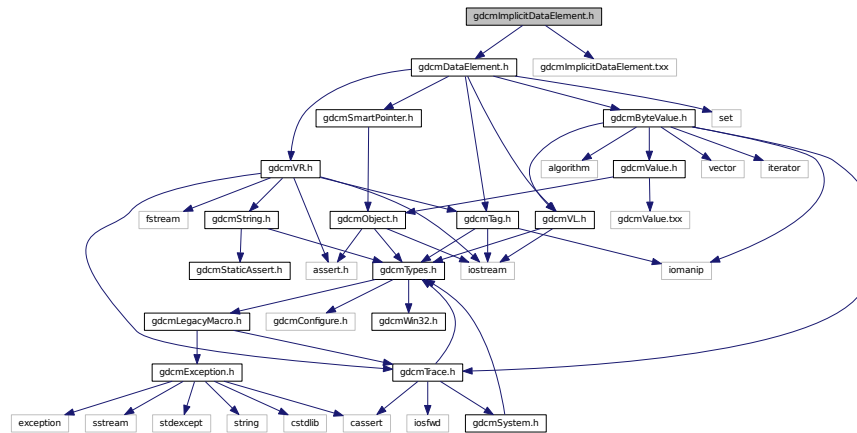 gdcmImplicitDataElement.h
gdcmDataElement.h
gdcmImplicitDataElement.txx
gdcmSmartPointer.h
gdcmByteValue.h
set
gdcmVR.h
algorithm
gdcmValue.h
vector
iterator
fstream
gdcmString.h
gdcmObject.h
gdcmTag.h
gdcmVL.h
gdcmValue.txx
gdcmStaticAssert.h
assert.h
gdcmTypes.h
iostream
iomanip
gdcmLegacyMacro.h
gdcmConfigure.h
gdcmWin32.h
gdcmException.h
gdcmTrace.h
exception
sstream
stdexcept
string
cstdlib
cassert
iosfwd
gdcmSystem.h